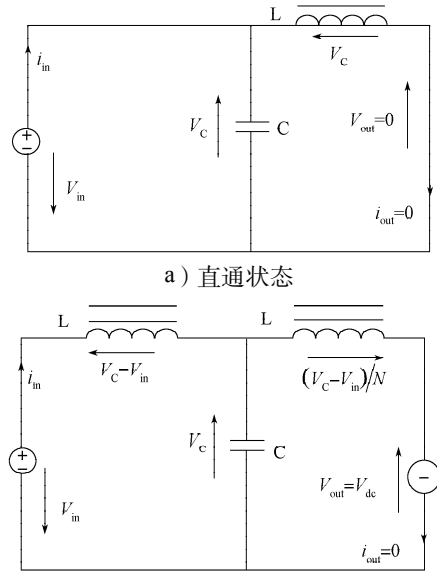 L
V_C
i_in
V_C
C
V_out=0
+
−
V_in
i_out=0
a）直通状态
L
L
V_C−V_in
(V_C−V_in)/N
i_in
V_C
C
−
V_out=V_dc
+
−
V_in
i_out=0